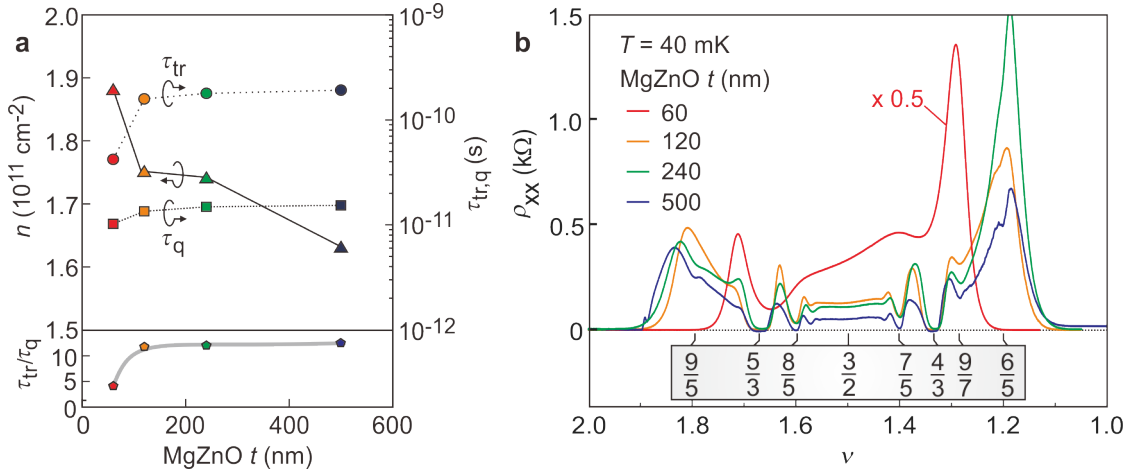 a
2.0
1.9
1.8
1.7
1.6
1.5
n (10¹¹ cm⁻²)
τtr
τq
10⁻⁹
10⁻¹⁰
10⁻¹¹
10⁻¹²
τtr,q (s)
10
5
0
τtr/τq
0 200 400 600
MgZnO t (nm)
b
T = 40 mK
MgZnO t (nm)
60
120
240
500
x 0.5
1.5
1.0
0.5
0
ρxx (kΩ)
9/5 5/3 8/5 3/2 7/5 4/3 9/7 6/5
2.0 1.8 1.6 1.4 1.2 1.0
ν